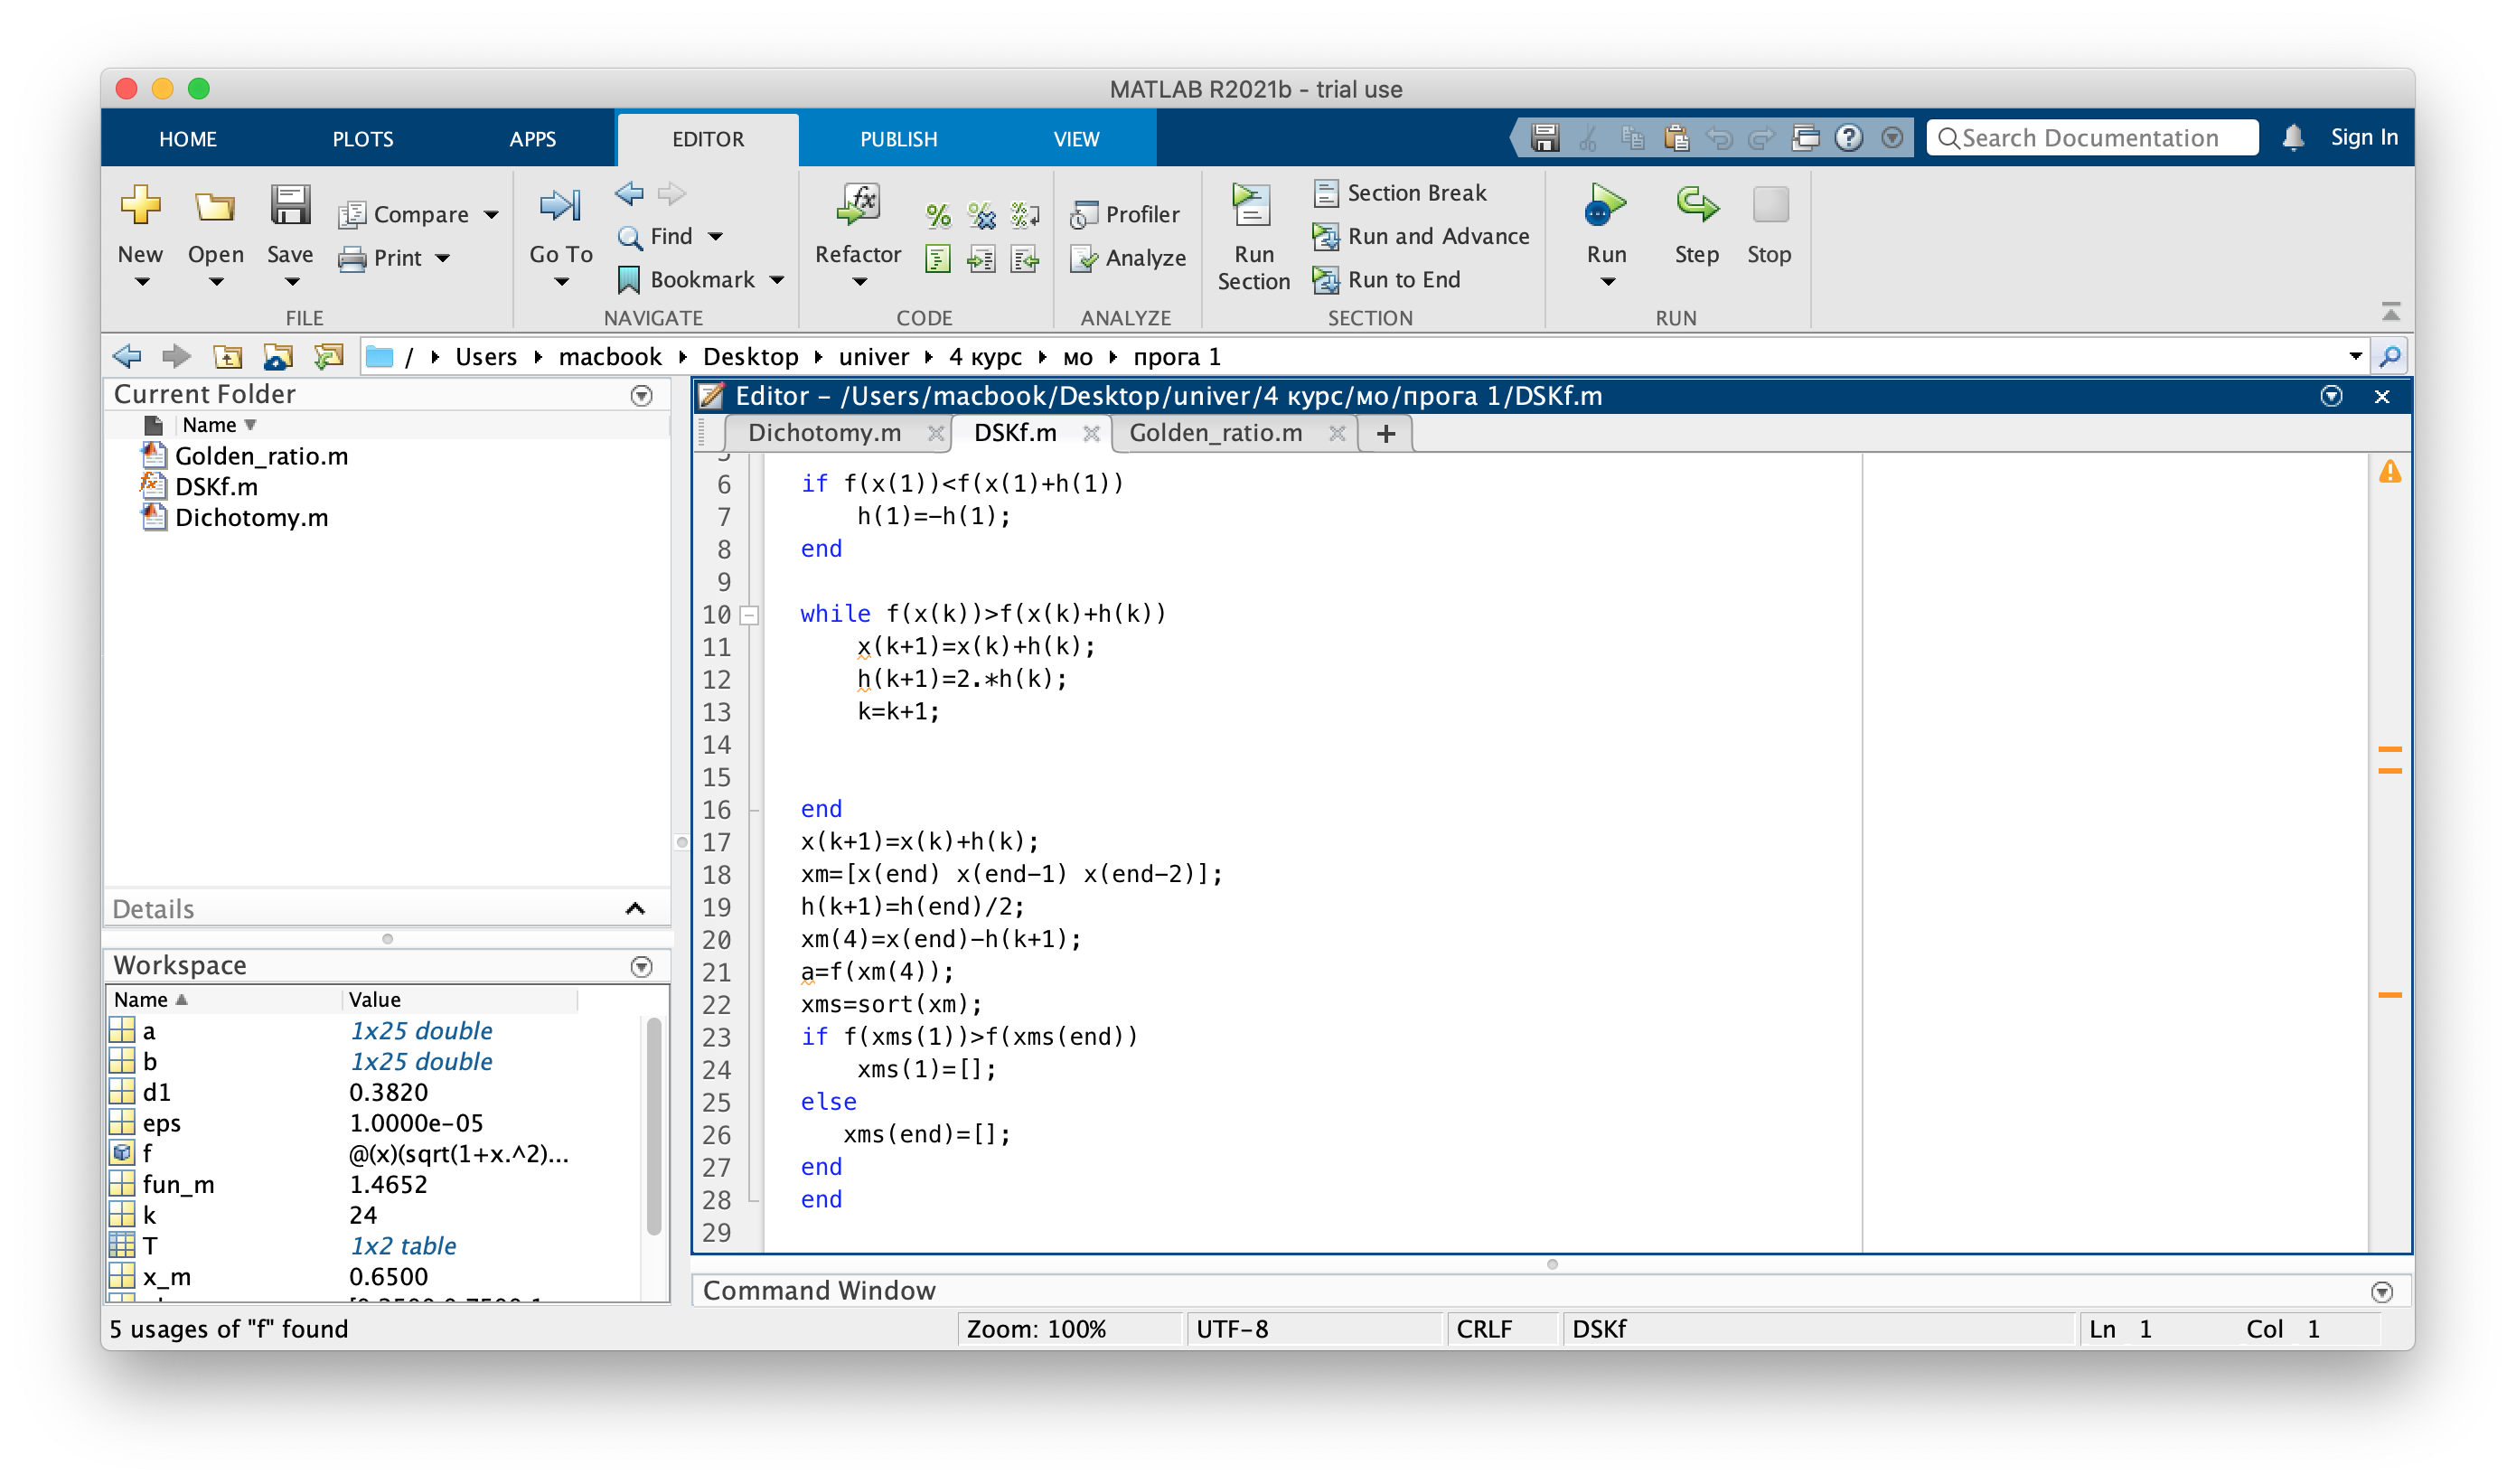 MATLAB R2021b - trial use
HOME PLOTS APPS EDITOR PUBLISH VIEW Search Documentation Sign In
New Open Save Compare Print
FILE
Go To Find Bookmark
NAVIGATE
Refactor
CODE
Profiler Analyze
ANALYZE
Run Section Section Break Run and Advance Run to End
SECTION
Run Step Stop
RUN
/ Users macbook Desktop univer 4 курс мо прога 1
Current Folder
Name
Golden_ratio.m
DSKf.m
Dichotomy.m
Details
Workspace
Name Value
a 1x25 double
b 1x25 double
d1 0.3820
eps 1.0000e-05
f @(x)(sqrt(1+x.^2)...
fun_m 1.4652
k 24
T 1x2 table
x_m 0.6500
Editor – /Users/macbook/Desktop/univer/4 курс/мо/прога 1/DSKf.m
Dichotomy.m DSKf.m Golden_ratio.m +
6 if f(x(1))<f(x(1)+h(1))
7 h(1)=-h(1);
8 end
9
10 while f(x(k))>f(x(k)+h(k))
11 x(k+1)=x(k)+h(k);
12 h(k+1)=2.*h(k);
13 k=k+1;
14
15
16 end
17 x(k+1)=x(k)+h(k);
18 xm=[x(end) x(end-1) x(end-2)];
19 h(k+1)=h(end)/2;
20 xm(4)=x(end)-h(k+1);
21 a=f(xm(4));
22 xms=sort(xm);
23 if f(xms(1))>f(xms(end))
24 xms(1)=[];
25 else
26 xms(end)=[];
27 end
28 end
29
Command Window
5 usages of "f" found Zoom: 100% UTF-8 CRLF DSKf Ln 1 Col 1